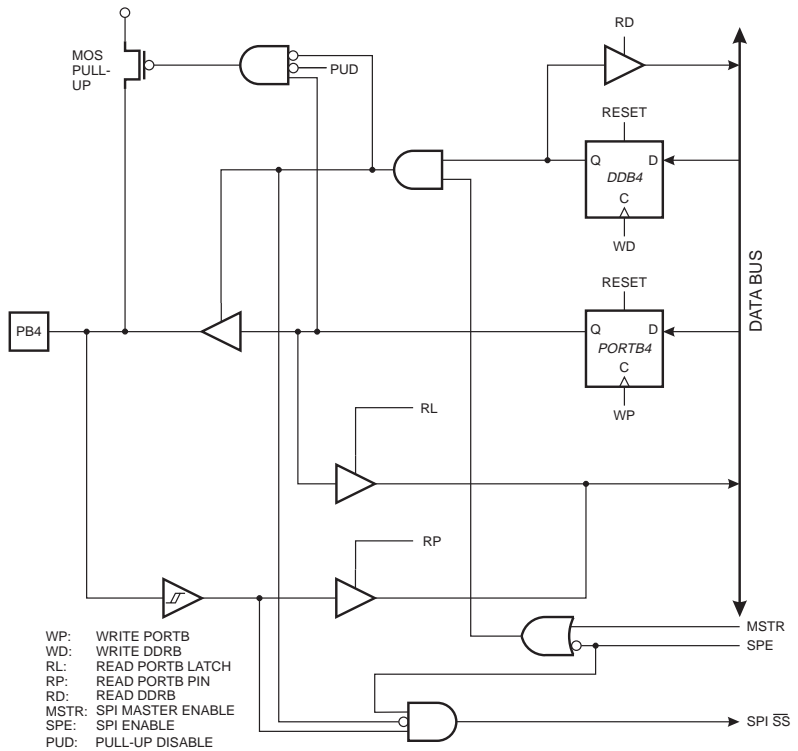 RD
MOS
PULL-
UP
PUD
RESET
Q D
DDB4
C
WD
DATA BUS
RESET
PB4
Q D
PORTB4
C
WP
RL
RP
MSTR
SPE
WP: WRITE PORTB
WD: WRITE DDRB
RL: READ PORTB LATCH
RP: READ PORTB PIN
RD: READ DDRB
MSTR: SPI MASTER ENABLE
SPE: SPI ENABLE
PUD: PULL-UP DISABLE
SPI S̅S̅